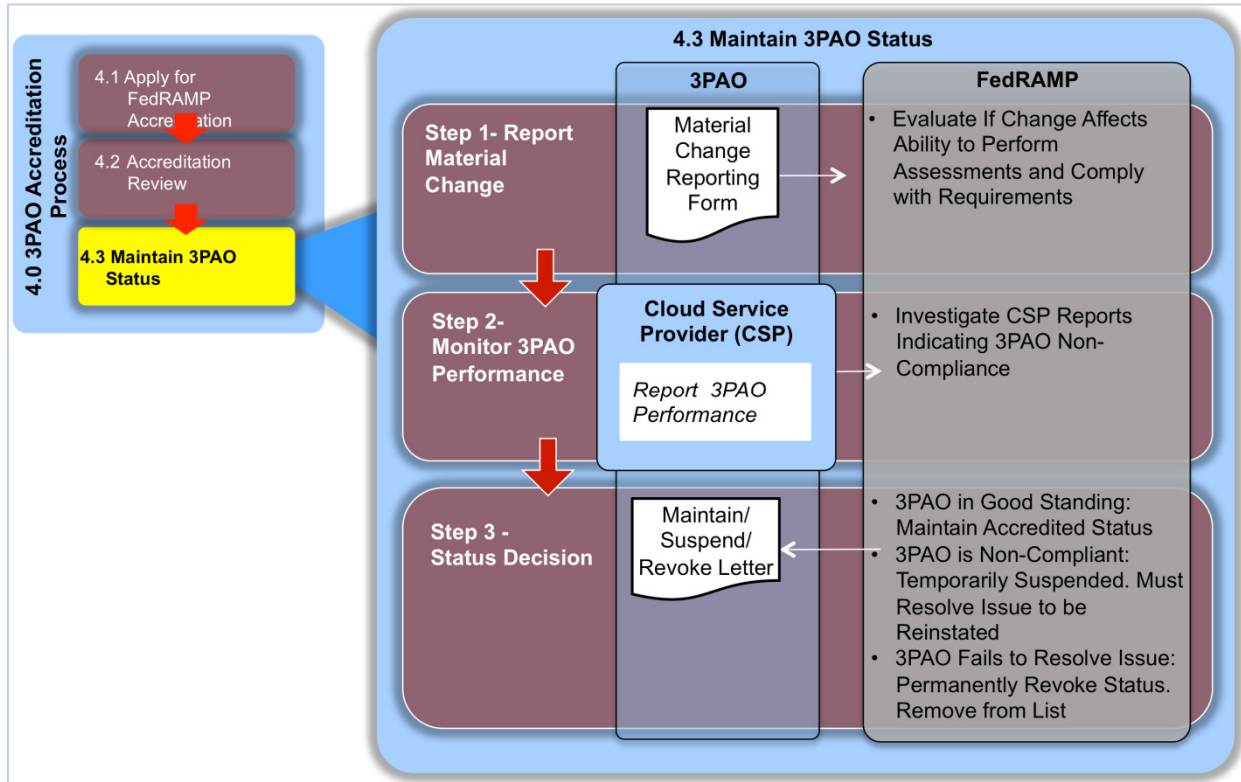 4.0 3PAO Accreditation
Process
4.1 Apply for
FedRAMP
Accreditation
4.2 Accreditation
Review
4.3 Maintain 3PAO
Status
4.3 Maintain 3PAO Status
3PAO
FedRAMP
Step 1- Report
Material
Change
Material
Change
Reporting
Form
• Evaluate If Change Affects
Ability to Perform
Assessments and Comply
with Requirements
Step 2-
Monitor 3PAO
Performance
Cloud Service
Provider (CSP)
Report 3PAO
Performance
• Investigate CSP Reports
Indicating 3PAO Non-
Compliance
Step 3 -
Status Decision
Maintain/
Suspend/
Revoke Letter
• 3PAO in Good Standing:
Maintain Accredited Status
• 3PAO is Non-Compliant:
Temporarily Suspended. Must
Resolve Issue to be
Reinstated
• 3PAO Fails to Resolve Issue:
Permanently Revoke Status.
Remove from List